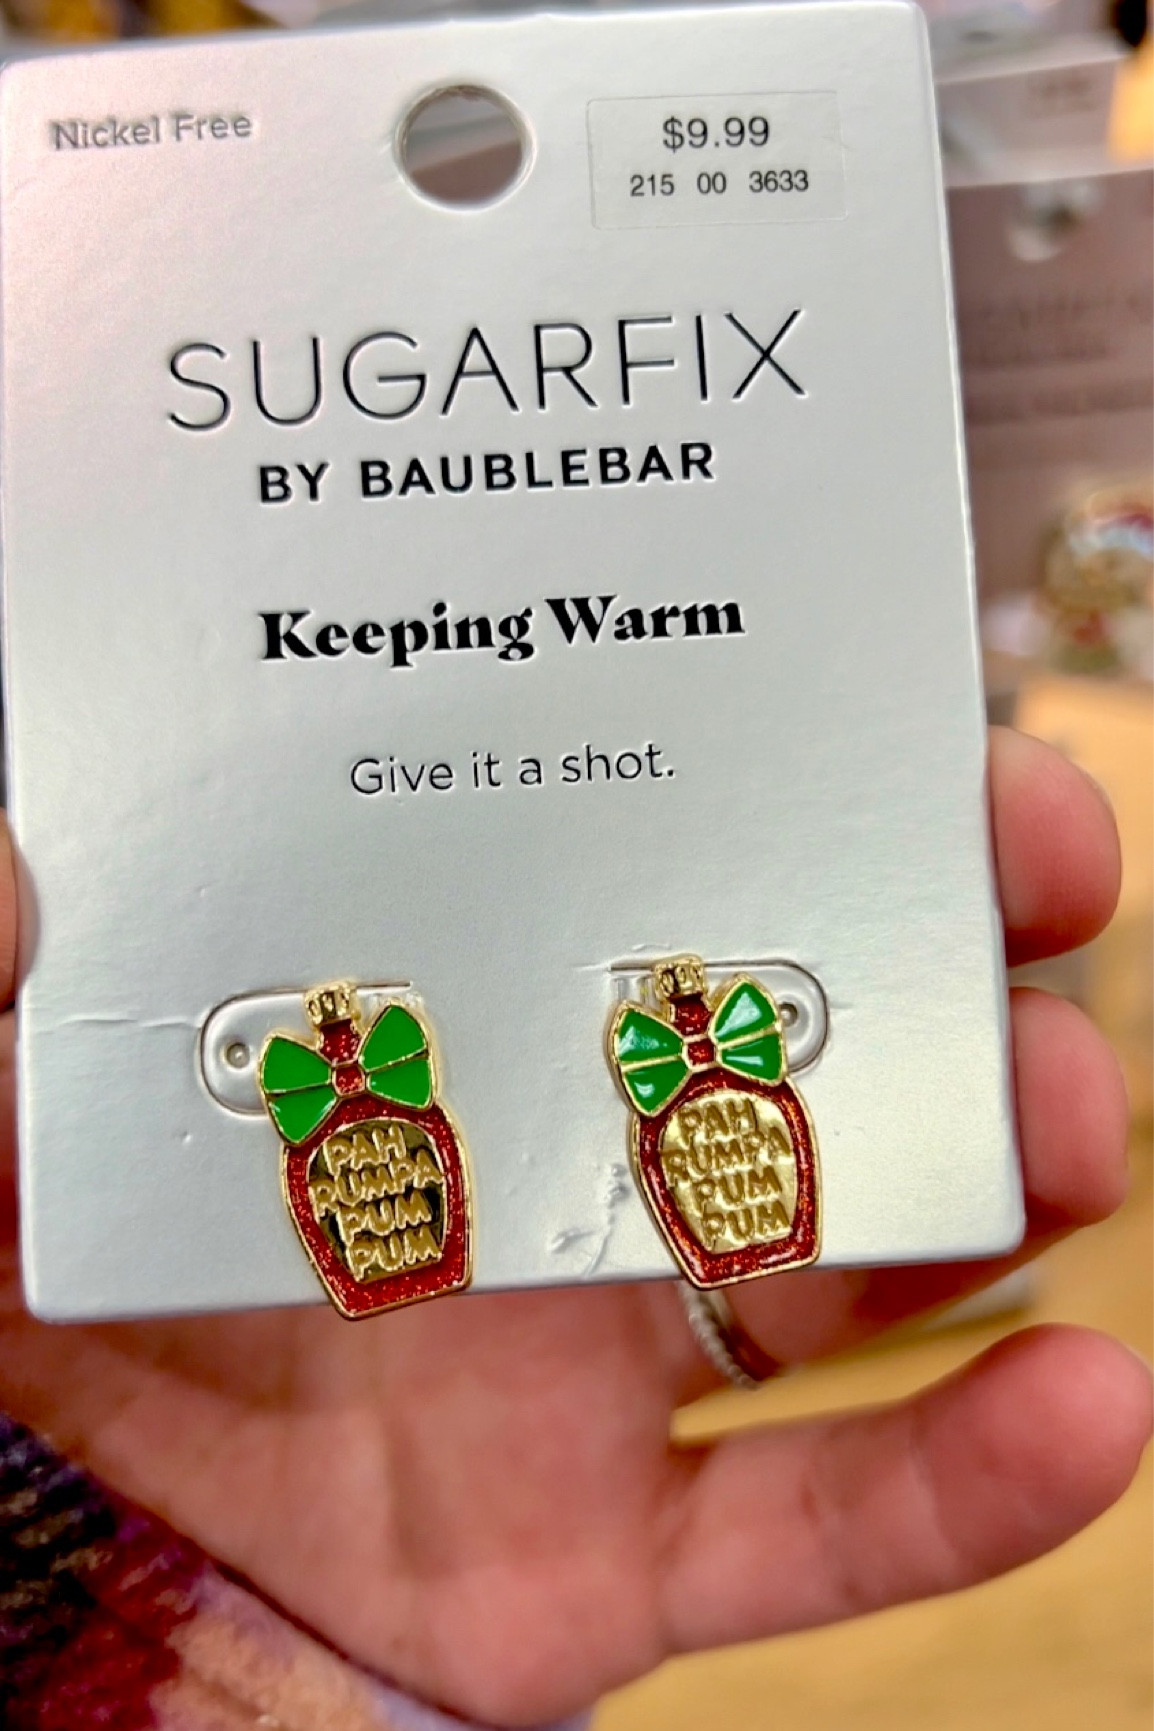 Nickel Free
$9.99
215 00 3633
SUGARFIX
BY BAUBLEBAR
Keeping Warm
Give it a shot.
PAH
RUMPA
PUM
PUM
PAH
RUMPA
PUM
PUM